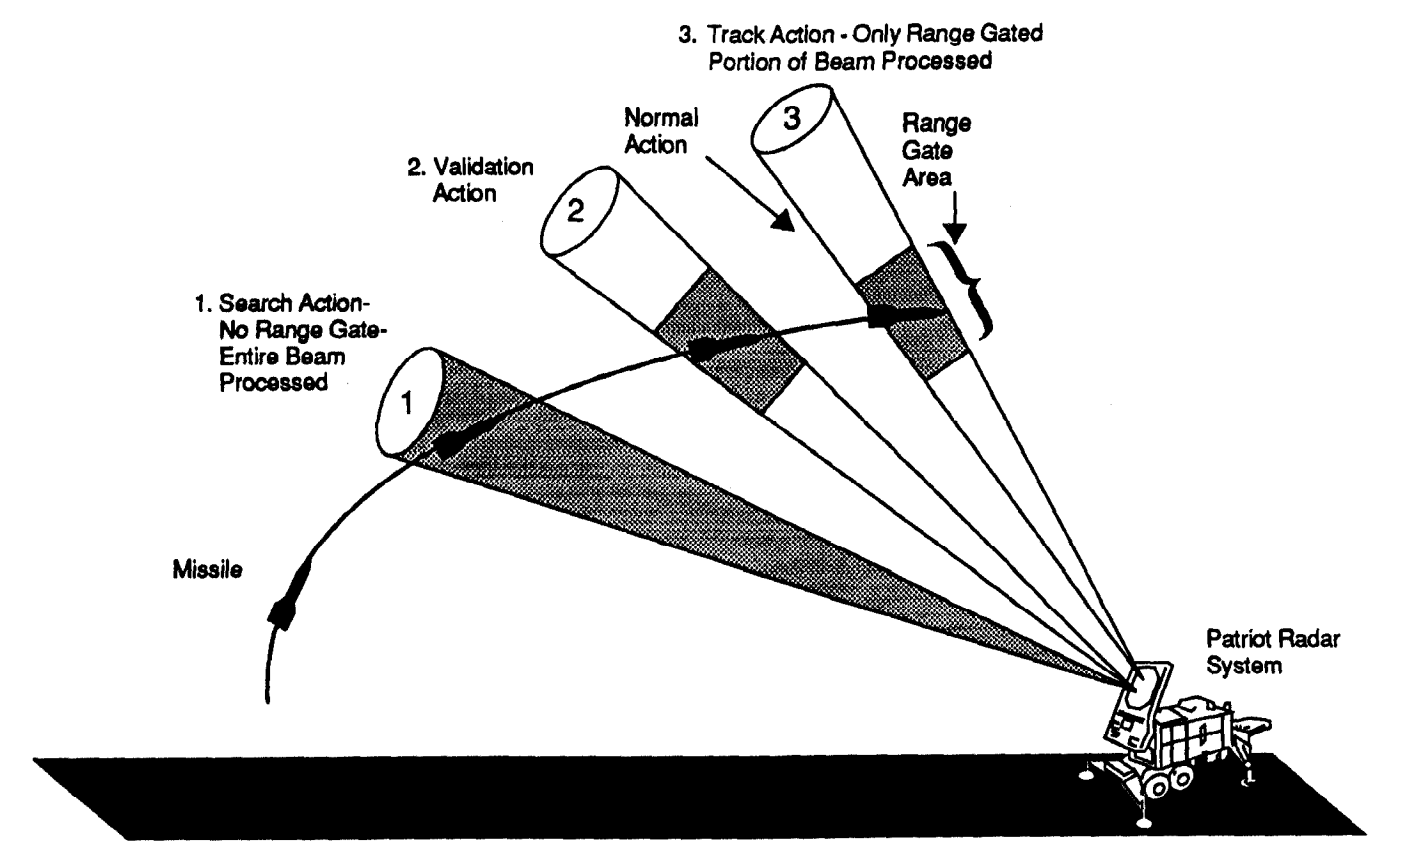 3. Track Action - Only Range Gated
Portion of Beam Processed
3
Normal
Action
Range
Gate
Area
2. Validation
Action
2
1. Search Action-
No Range Gate-
Entire Beam
Processed
1
Missile
Patriot Radar
System